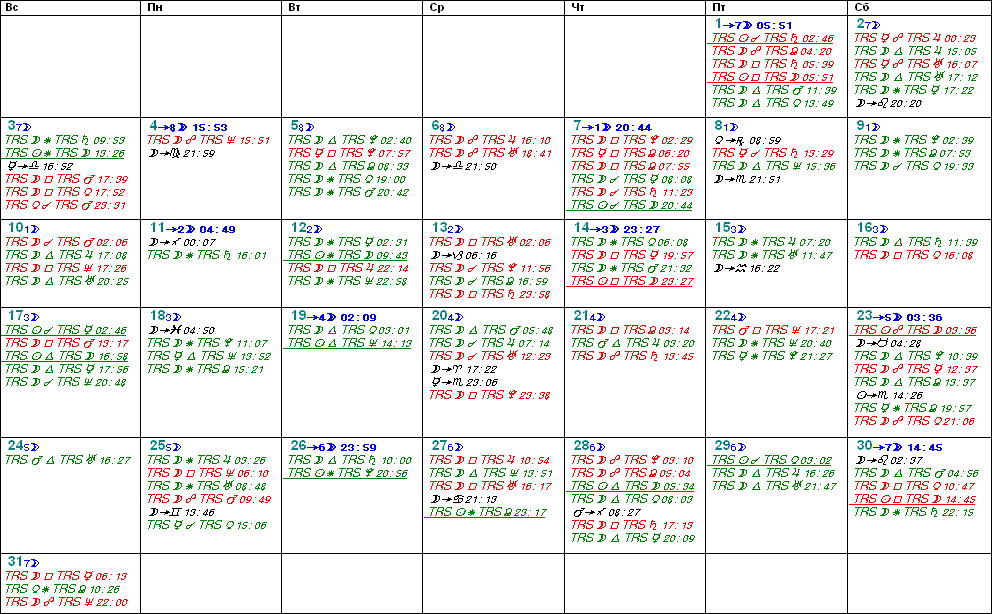 Вс Пн Вт Ср Чт Пт Сб
1→7☽ 05:51
TRS ☉ ☌ TRS ♄ 02:46
TRS ☽ ☍ TRS 04:20
TRS ☽ □ TRS ♄ 05:39
TRS ☉ □ TRS ☽ 05:51
TRS ☽ △ TRS ♂ 11:39
TRS ☽ △ TRS ♀ 13:49
2 7☽
TRS ☿ ☍ TRS ♃ 00:23
TRS ☽ △ TRS ♃ 15:05
TRS ☿ ☍ TRS ♅ 16:07
TRS ☽ △ TRS ♅ 17:12
TRS ☽ ⚹ TRS ☿ 17:22
☽→♌ 20:20
3 7☽
TRS ☽ ⚹ TRS ♄ 09:53
TRS ☉ ⚹ TRS ☽ 13:26
☿→♎ 16:52
TRS ☽ □ TRS ♂ 17:39
TRS ☽ □ TRS ♀ 17:52
TRS ♀ ☌ TRS ♂ 23:31
4→8☽ 15:53
TRS ☽ ☍ TRS ♆ 15:51
☽→♍ 21:59
5 8☽
TRS ☽ △ TRS ♇ 02:40
TRS ☿ □ TRS ♇ 07:57
TRS ☽ △ TRS 08:33
TRS ☽ ⚹ TRS ♀ 19:00
TRS ☽ ⚹ TRS ♂ 20:42
6 8☽
TRS ☽ ☍ TRS ♃ 16:10
TRS ☽ ☍ TRS ♅ 18:41
☽→♎ 21:50
7→1☽ 20:44
TRS ☽ □ TRS ♇ 02:29
TRS ☿ □ TRS 06:20
TRS ☽ □ TRS 07:55
TRS ☽ ☌ TRS ☿ 08:08
TRS ☽ ☌ TRS ♄ 11:23
TRS ☉ ☌ TRS ☽ 20:44
8 1☽
♀→℞ 08:59
TRS ☿ ☌ TRS ♄ 13:29
TRS ☽ △ TRS ♆ 15:36
☽→♏ 21:51
9 1☽
TRS ☽ ⚹ TRS ♇ 02:39
TRS ☽ ⚹ TRS 07:53
TRS ☽ ☌ TRS ♀ 19:33
10 1☽
TRS ☽ ☌ TRS ♂ 02:06
TRS ☽ △ TRS ♃ 17:08
TRS ☽ □ TRS ♆ 17:26
TRS ☽ △ TRS ♅ 20:25
11→2☽ 04:49
☽→♐ 00:07
TRS ☽ ⚹ TRS ♄ 16:01
12 2☽
TRS ☽ ⚹ TRS ☿ 02:31
TRS ☉ ⚹ TRS ☽ 09:43
TRS ☽ □ TRS ♃ 22:14
TRS ☽ ⚹ TRS ♆ 22:58
13 2☽
TRS ☽ □ TRS ♅ 02:06
☽→♑ 06:16
TRS ☽ ☌ TRS ♇ 11:56
TRS ☽ ☌ TRS 16:59
TRS ☽ □ TRS ♄ 23:58
14→3☽ 23:27
TRS ☽ ⚹ TRS ♀ 06:08
TRS ☽ □ TRS ☿ 19:57
TRS ☽ ⚹ TRS ♂ 21:32
TRS ☉ □ TRS ☽ 23:27
15 3☽
TRS ☽ ⚹ TRS ♃ 07:20
TRS ☽ ⚹ TRS ♅ 11:47
☽→♒ 16:22
16 3☽
TRS ☽ △ TRS ♄ 11:39
TRS ☽ □ TRS ♀ 16:08
17 3☽
TRS ☉ ☌ TRS ☿ 02:46
TRS ☽ □ TRS ♂ 13:17
TRS ☉ △ TRS ☽ 16:58
TRS ☽ △ TRS ☿ 17:56
TRS ☽ ☌ TRS ♆ 20:48
18 3☽
☽→♓ 04:50
TRS ☽ ⚹ TRS ♇ 11:07
TRS ☿ △ TRS ♆ 13:52
TRS ☽ ⚹ TRS 15:21
19→4☽ 02:09
TRS ☽ △ TRS ♀ 03:01
TRS ☉ △ TRS ♆ 14:13
20 4☽
TRS ☽ △ TRS ♂ 05:48
TRS ☽ ☌ TRS ♃ 07:14
TRS ☽ ☌ TRS ♅ 12:23
☽→♈ 17:22
☿→♏ 23:06
TRS ☽ □ TRS ♇ 23:38
21 4☽
TRS ☽ □ TRS 03:14
TRS ♂ △ TRS ♃ 03:20
TRS ☽ ☍ TRS ♄ 13:45
22 4☽
TRS ♂ □ TRS ♆ 17:21
TRS ☽ ⚹ TRS ♆ 20:40
TRS ☿ ⚹ TRS ♇ 21:27
23→5☽ 03:36
TRS ☉ ☍ TRS ☽ 03:36
☽→♉ 04:28
TRS ☽ △ TRS ♇ 10:39
TRS ☽ ☍ TRS ☿ 12:37
TRS ☽ △ TRS 13:37
☉→♏ 14:26
TRS ☿ ⚹ TRS 19:57
TRS ☽ ☍ TRS ♀ 21:06
24 5☽
TRS ♂ △ TRS ♅ 16:27
25 5☽
TRS ☽ ⚹ TRS ♃ 03:26
TRS ☽ □ TRS ♆ 06:10
TRS ☽ ⚹ TRS ♅ 08:48
TRS ☽ ☍ TRS ♂ 09:49
☽→♊ 13:46
TRS ☿ ☌ TRS ♀ 15:06
26→6☽ 23:59
TRS ☽ △ TRS ♄ 10:00
TRS ☉ ⚹ TRS ♇ 20:56
27 6☽
TRS ☽ □ TRS ♃ 10:54
TRS ☽ △ TRS ♆ 13:51
TRS ☽ □ TRS ♅ 16:17
☽→♋ 21:13
TRS ☉ ⚹ TRS 23:17
28 6☽
TRS ☽ ☍ TRS ♇ 03:10
TRS ☽ ☍ TRS 05:04
TRS ☉ △ TRS ☽ 05:34
TRS ☽ △ TRS ♀ 08:03
♂→♐ 08:27
TRS ☽ □ TRS ♄ 17:13
TRS ☽ △ TRS ☿ 20:09
29 6☽
TRS ☉ ☌ TRS ♀ 03:02
TRS ☽ △ TRS ♃ 16:26
TRS ☽ △ TRS ♅ 21:47
30→7☽ 14:45
☽→♌ 02:37
TRS ☽ △ TRS ♂ 04:56
TRS ☽ □ TRS ♀ 10:47
TRS ☉ □ TRS ☽ 14:45
TRS ☽ ⚹ TRS ♄ 22:15
31 7☽
TRS ☽ □ TRS ☿ 06:13
TRS ♀ ⚹ TRS 10:26
TRS ☽ ☍ TRS ♆ 22:00